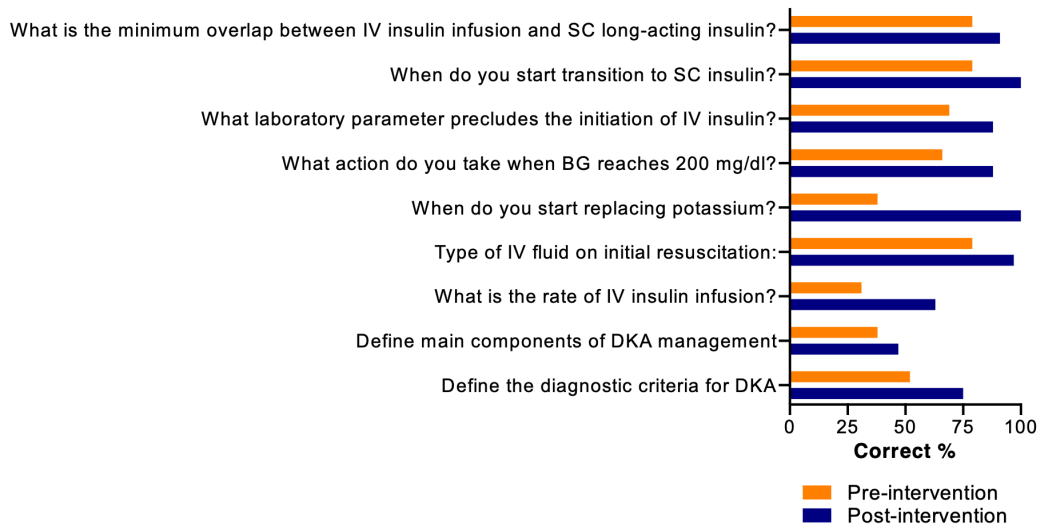 What is the minimum overlap between IV insulin infusion and SC long-acting insulin?
When do you start transition to SC insulin?
What laboratory parameter precludes the initiation of IV insulin?
What action do you take when BG reaches 200 mg/dl?
When do you start replacing potassium?
Type of IV fluid on initial resuscitation:
What is the rate of IV insulin infusion?
Define main components of DKA management
Define the diagnostic criteria for DKA
0 25 50 75 100
Correct %
Pre-intervention
Post-intervention